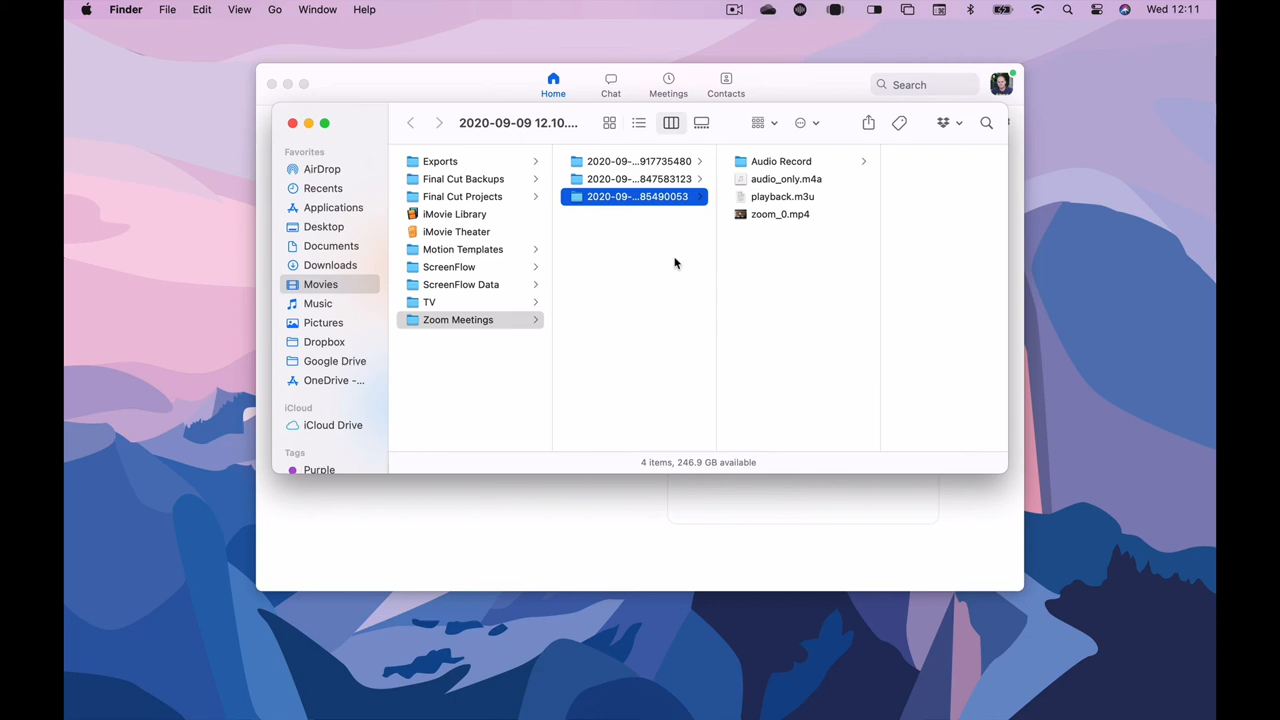 Finder File Edit View Go Window Help Wed 12:11
Home Chat Meetings Contacts Search
2020-09-09 12.10....
Favorites
AirDrop
Recents
Applications
Desktop
Documents
Downloads
Movies
Music
Pictures
Dropbox
Google Drive
OneDrive -...
iCloud
iCloud Drive
Tags
Purple
Exports
Final Cut Backups
Final Cut Projects
iMovie Library
iMovie Theater
Motion Templates
ScreenFlow
ScreenFlow Data
TV
Zoom Meetings
2020-09-...917735480
2020-09-...847583123
2020-09-...85490053
Audio Record
audio_only.m4a
playback.m3u
zoom_0.mp4
4 items, 246.9 GB available